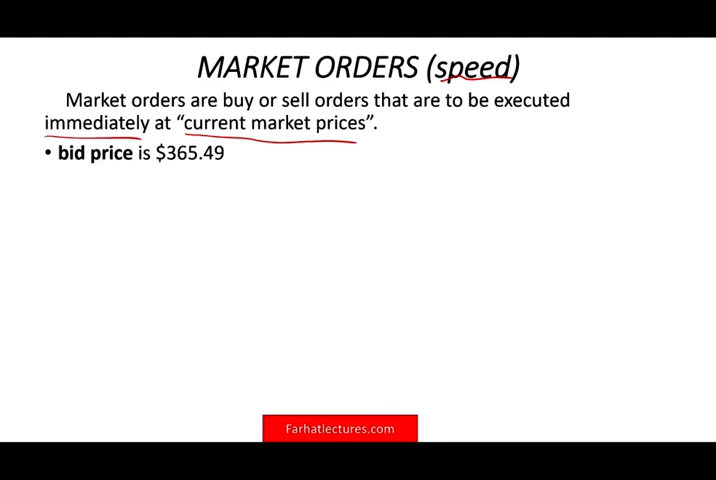 MARKET ORDERS (speed)
Market orders are buy or sell orders that are to be executed
immediately at “current market prices”.
• bid price is $365.49
Farhatlectures.com